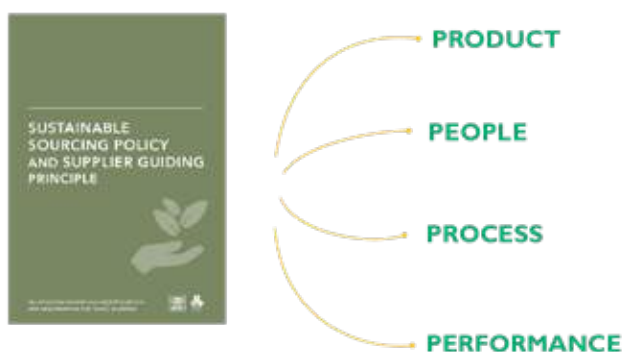 SUSTAINABLE
SOURCING POLICY
AND SUPPLIER GUIDING
PRINCIPLE
PRODUCT
PEOPLE
PROCESS
PERFORMANCE